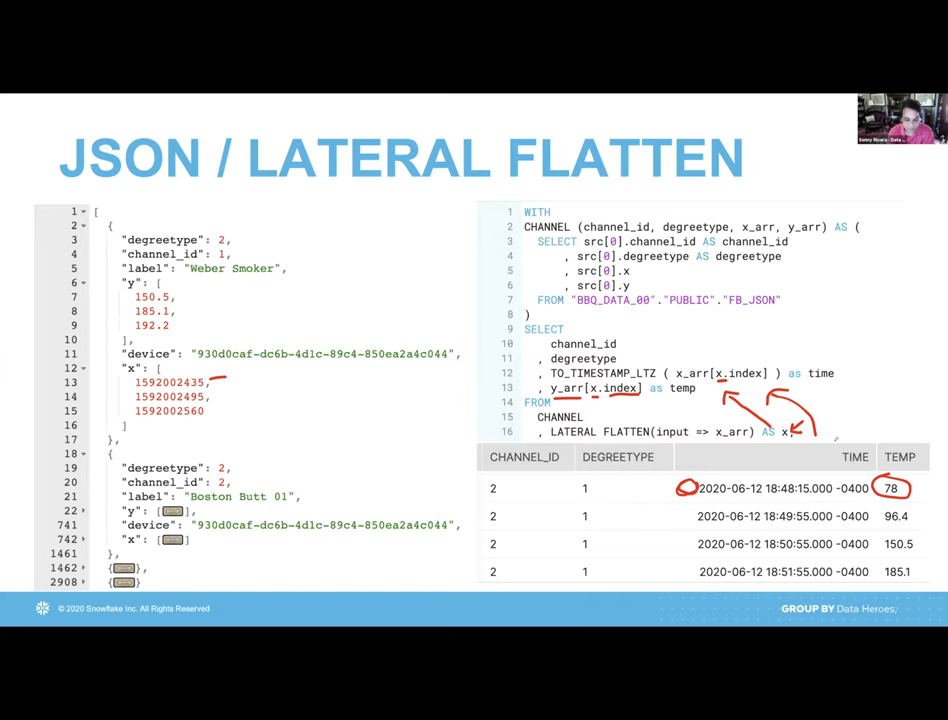 JSON / LATERAL FLATTEN
Sonny Rivera - Data ...
1 [
2 {
3 "degreetype": 2,
4 "channel_id": 1,
5 "label": "Weber Smoker",
6 "y": [
7 150.5,
8 185.1,
9 192.2
10 ],
11 "device": "930d0caf-dc6b-4d1c-89c4-850ea2a4c044",
12 "x": [
13 1592002435,
14 1592002495,
15 1592002560
16 ]
17 },
18 {
19 "degreetype": 2,
20 "channel_id": 2,
21 "label": "Boston Butt 01",
22 "y": [ ],
741 "device": "930d0caf-dc6b-4d1c-89c4-850ea2a4c044",
742 "x": [ ]
1461 },
1462 { },
2908 { }
1 WITH
2 CHANNEL (channel_id, degreetype, x_arr, y_arr) AS (
3 SELECT src[0].channel_id AS channel_id
4 , src[0].degreetype AS degreetype
5 , src[0].x
6 , src[0].y
7 FROM "BBQ_DATA_00"."PUBLIC"."FB_JSON"
8 )
9 SELECT
10 channel_id
11 , degreetype
12 , TO_TIMESTAMP_LTZ ( x_arr[x.index] ) as time
13 , y_arr[x.index] as temp
14 FROM
15 CHANNEL
16 , LATERAL FLATTEN(input => x_arr) AS x;
CHANNEL_ID DEGREETYPE TIME TEMP
2 1 2020-06-12 18:48:15.000 -0400 78
2 1 2020-06-12 18:49:55.000 -0400 96.4
2 1 2020-06-12 18:50:55.000 -0400 150.5
2 1 2020-06-12 18:51:55.000 -0400 185.1
© 2020 Snowflake Inc. All Rights Reserved
GROUP BY Data Heroes;